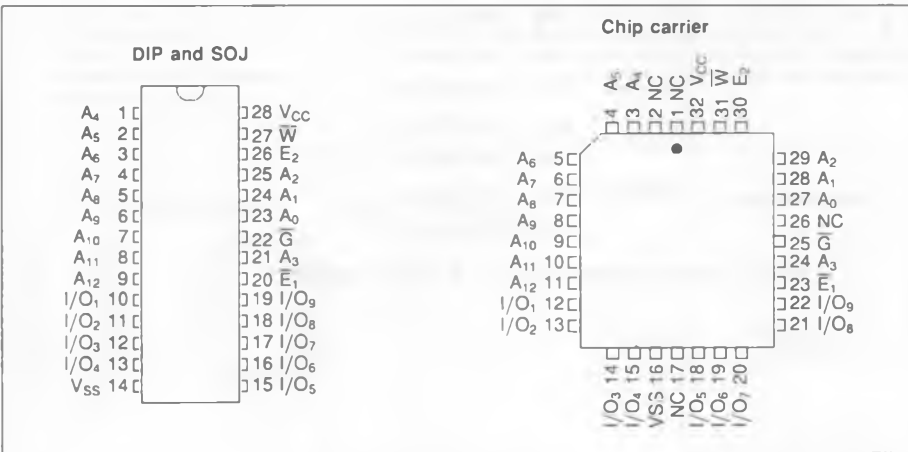 DIP and SOJ
A₄ 1 28 VCC
A₅ 2 27 W̅
A₆ 3 26 E₂
A₇ 4 25 A₂
A₈ 5 24 A₁
A₉ 6 23 A₀
A₁₀ 7 22 G̅
A₁₁ 8 21 A₃
A₁₂ 9 20 E̅₁
I/O₁ 10 19 I/O₉
I/O₂ 11 18 I/O₈
I/O₃ 12 17 I/O₇
I/O₄ 13 16 I/O₆
VSS 14 15 I/O₅
Chip carrier
4 A₅
3 A₄
2 NC
1 NC
32 VCC
31 W̅
30 E₂
A₆ 5 29 A₂
A₇ 6 28 A₁
A₈ 7 27 A₀
A₉ 8 26 NC
A₁₀ 9 25 G̅
A₁₁ 10 24 A₃
A₁₂ 11 23 E̅₁
I/O₁ 12 22 I/O₉
I/O₂ 13 21 I/O₈
I/O₃ 14
I/O₄ 15
VSS 16
NC 17
I/O₅ 18
I/O₆ 19
I/O₇ 20